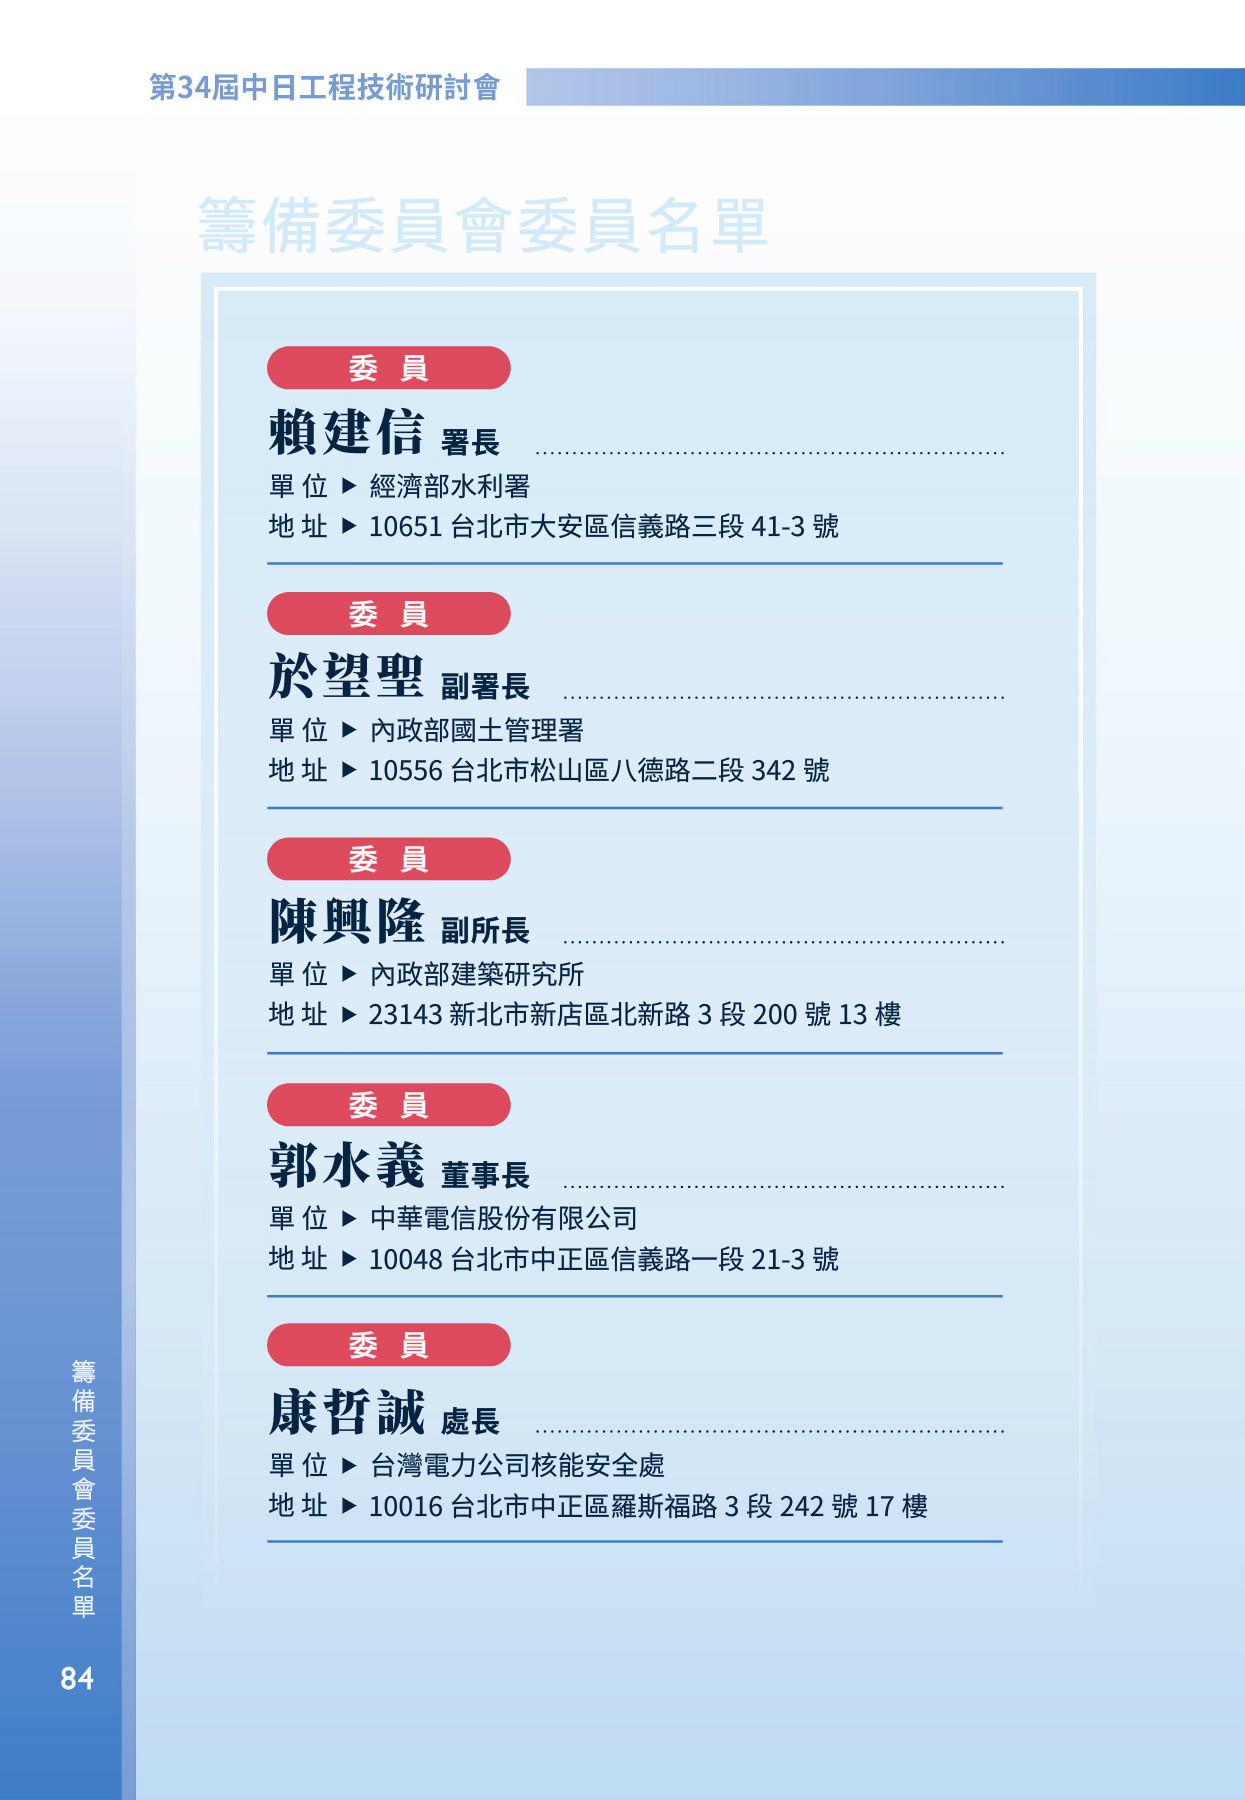 第34屆中日工程技術研討會
籌備委員會委員名單
委 員
賴建信 署長
單 位 ▶ 經濟部水利署
地 址 ▶ 10651 台北市大安區信義路三段 41-3 號
委 員
於望聖 副署長
單 位 ▶ 內政部國土管理署
地 址 ▶ 10556 台北市松山區八德路二段 342 號
委 員
陳興隆 副所長
單 位 ▶ 內政部建築研究所
地 址 ▶ 23143 新北市新店區北新路 3 段 200 號 13 樓
委 員
郭水義 董事長
單 位 ▶ 中華電信股份有限公司
地 址 ▶ 10048 台北市中正區信義路一段 21-3 號
委 員
康哲誠 處長
單 位 ▶ 台灣電力公司核能安全處
地 址 ▶ 10016 台北市中正區羅斯福路 3 段 242 號 17 樓
籌備委員會委員名單
84